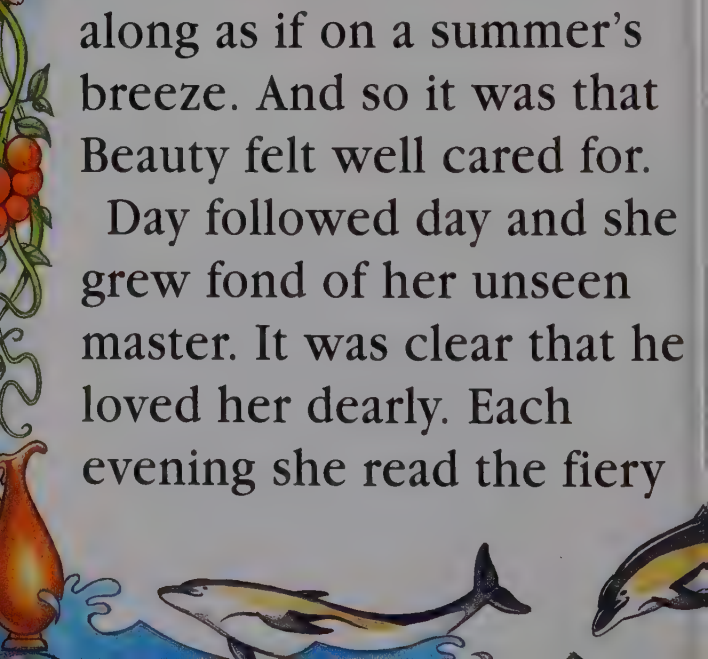 along as if on a summer's
breeze. And so it was that
Beauty felt well cared for.
Day followed day and she
grew fond of her unseen
master. It was clear that he
loved her dearly. Each
evening she read the fiery